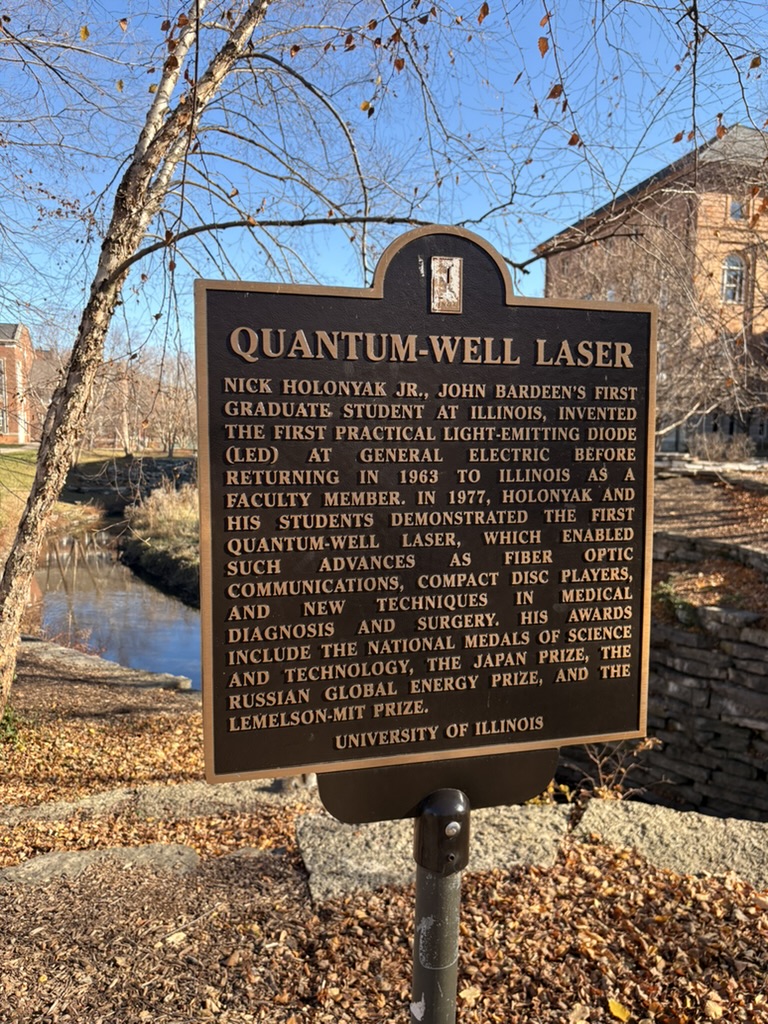 I
QUANTUM-WELL LASER
NICK HOLONYAK JR., JOHN BARDEEN'S FIRST
GRADUATE STUDENT AT ILLINOIS, INVENTED
THE FIRST PRACTICAL LIGHT-EMITTING DIODE
(LED) AT GENERAL ELECTRIC BEFORE
RETURNING IN 1963 TO ILLINOIS AS A
FACULTY MEMBER. IN 1977, HOLONYAK AND
HIS STUDENTS DEMONSTRATED THE FIRST
QUANTUM-WELL LASER, WHICH ENABLED
SUCH ADVANCES AS FIBER OPTIC
COMMUNICATIONS, COMPACT DISC PLAYERS,
AND NEW TECHNIQUES IN MEDICAL
DIAGNOSIS AND SURGERY. HIS AWARDS
INCLUDE THE NATIONAL MEDALS OF SCIENCE
AND TECHNOLOGY, THE JAPAN PRIZE, THE
RUSSIAN GLOBAL ENERGY PRIZE, AND THE
LEMELSON-MIT PRIZE.
UNIVERSITY OF ILLINOIS